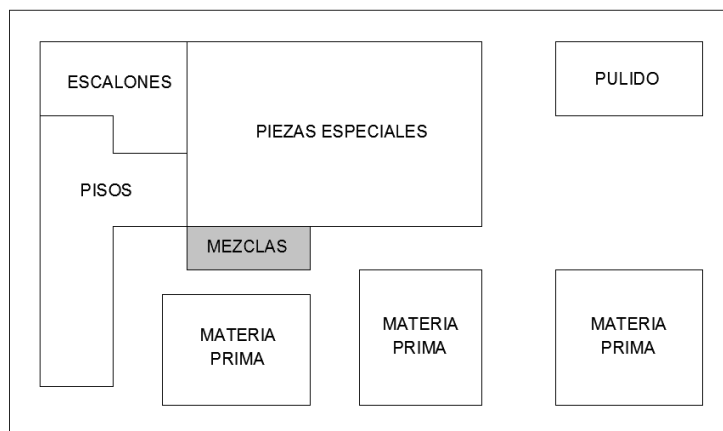 ESCALONES
PIEZAS ESPECIALES
PULIDO
PISOS
MEZCLAS
MATERIA
PRIMA
MATERIA
PRIMA
MATERIA
PRIMA